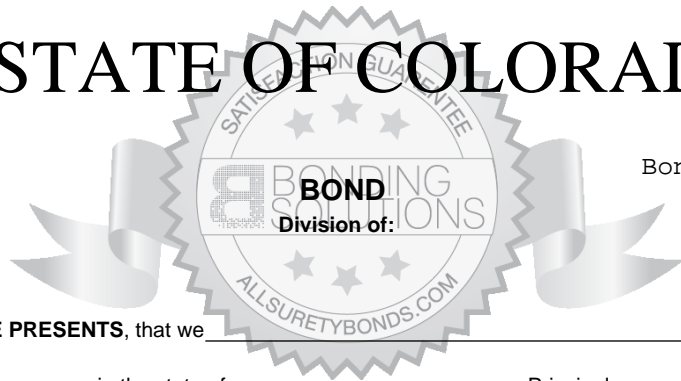 STATE OF COLORA
SATISFACTION GUARENTEE
Bon
BONDING
BOND
SOLUTIONS
Division of:
ALLSURETYBONDS.COM
E PRESENTS, that we
in the state of
Principal